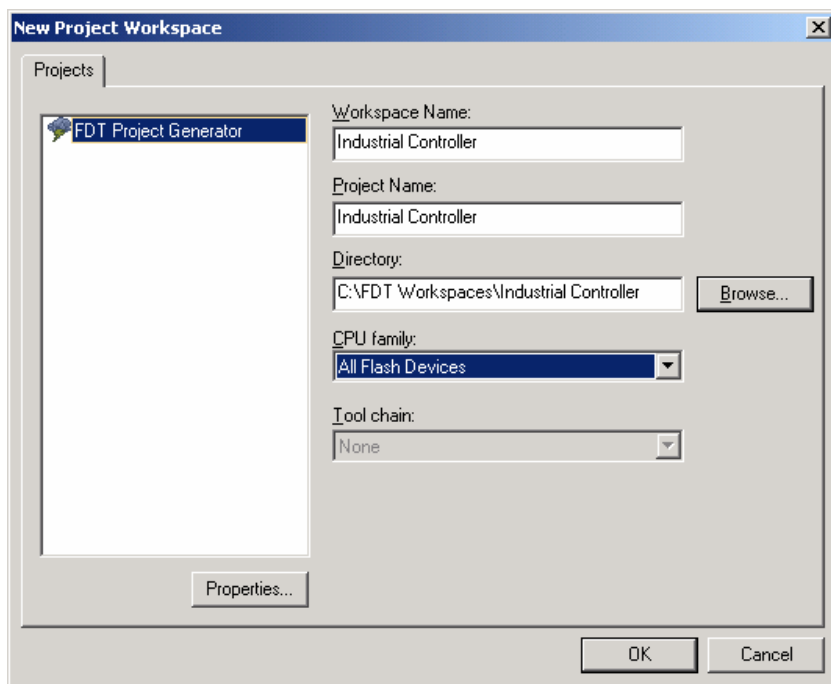 New Project Workspace
Projects
FDT Project Generator
Workspace Name:
Industrial Controller
Project Name:
Industrial Controller
Directory:
C:\FDT Workspaces\Industrial Controller
Browse...
CPU family:
All Flash Devices
Tool chain:
None
Properties...
OK
Cancel